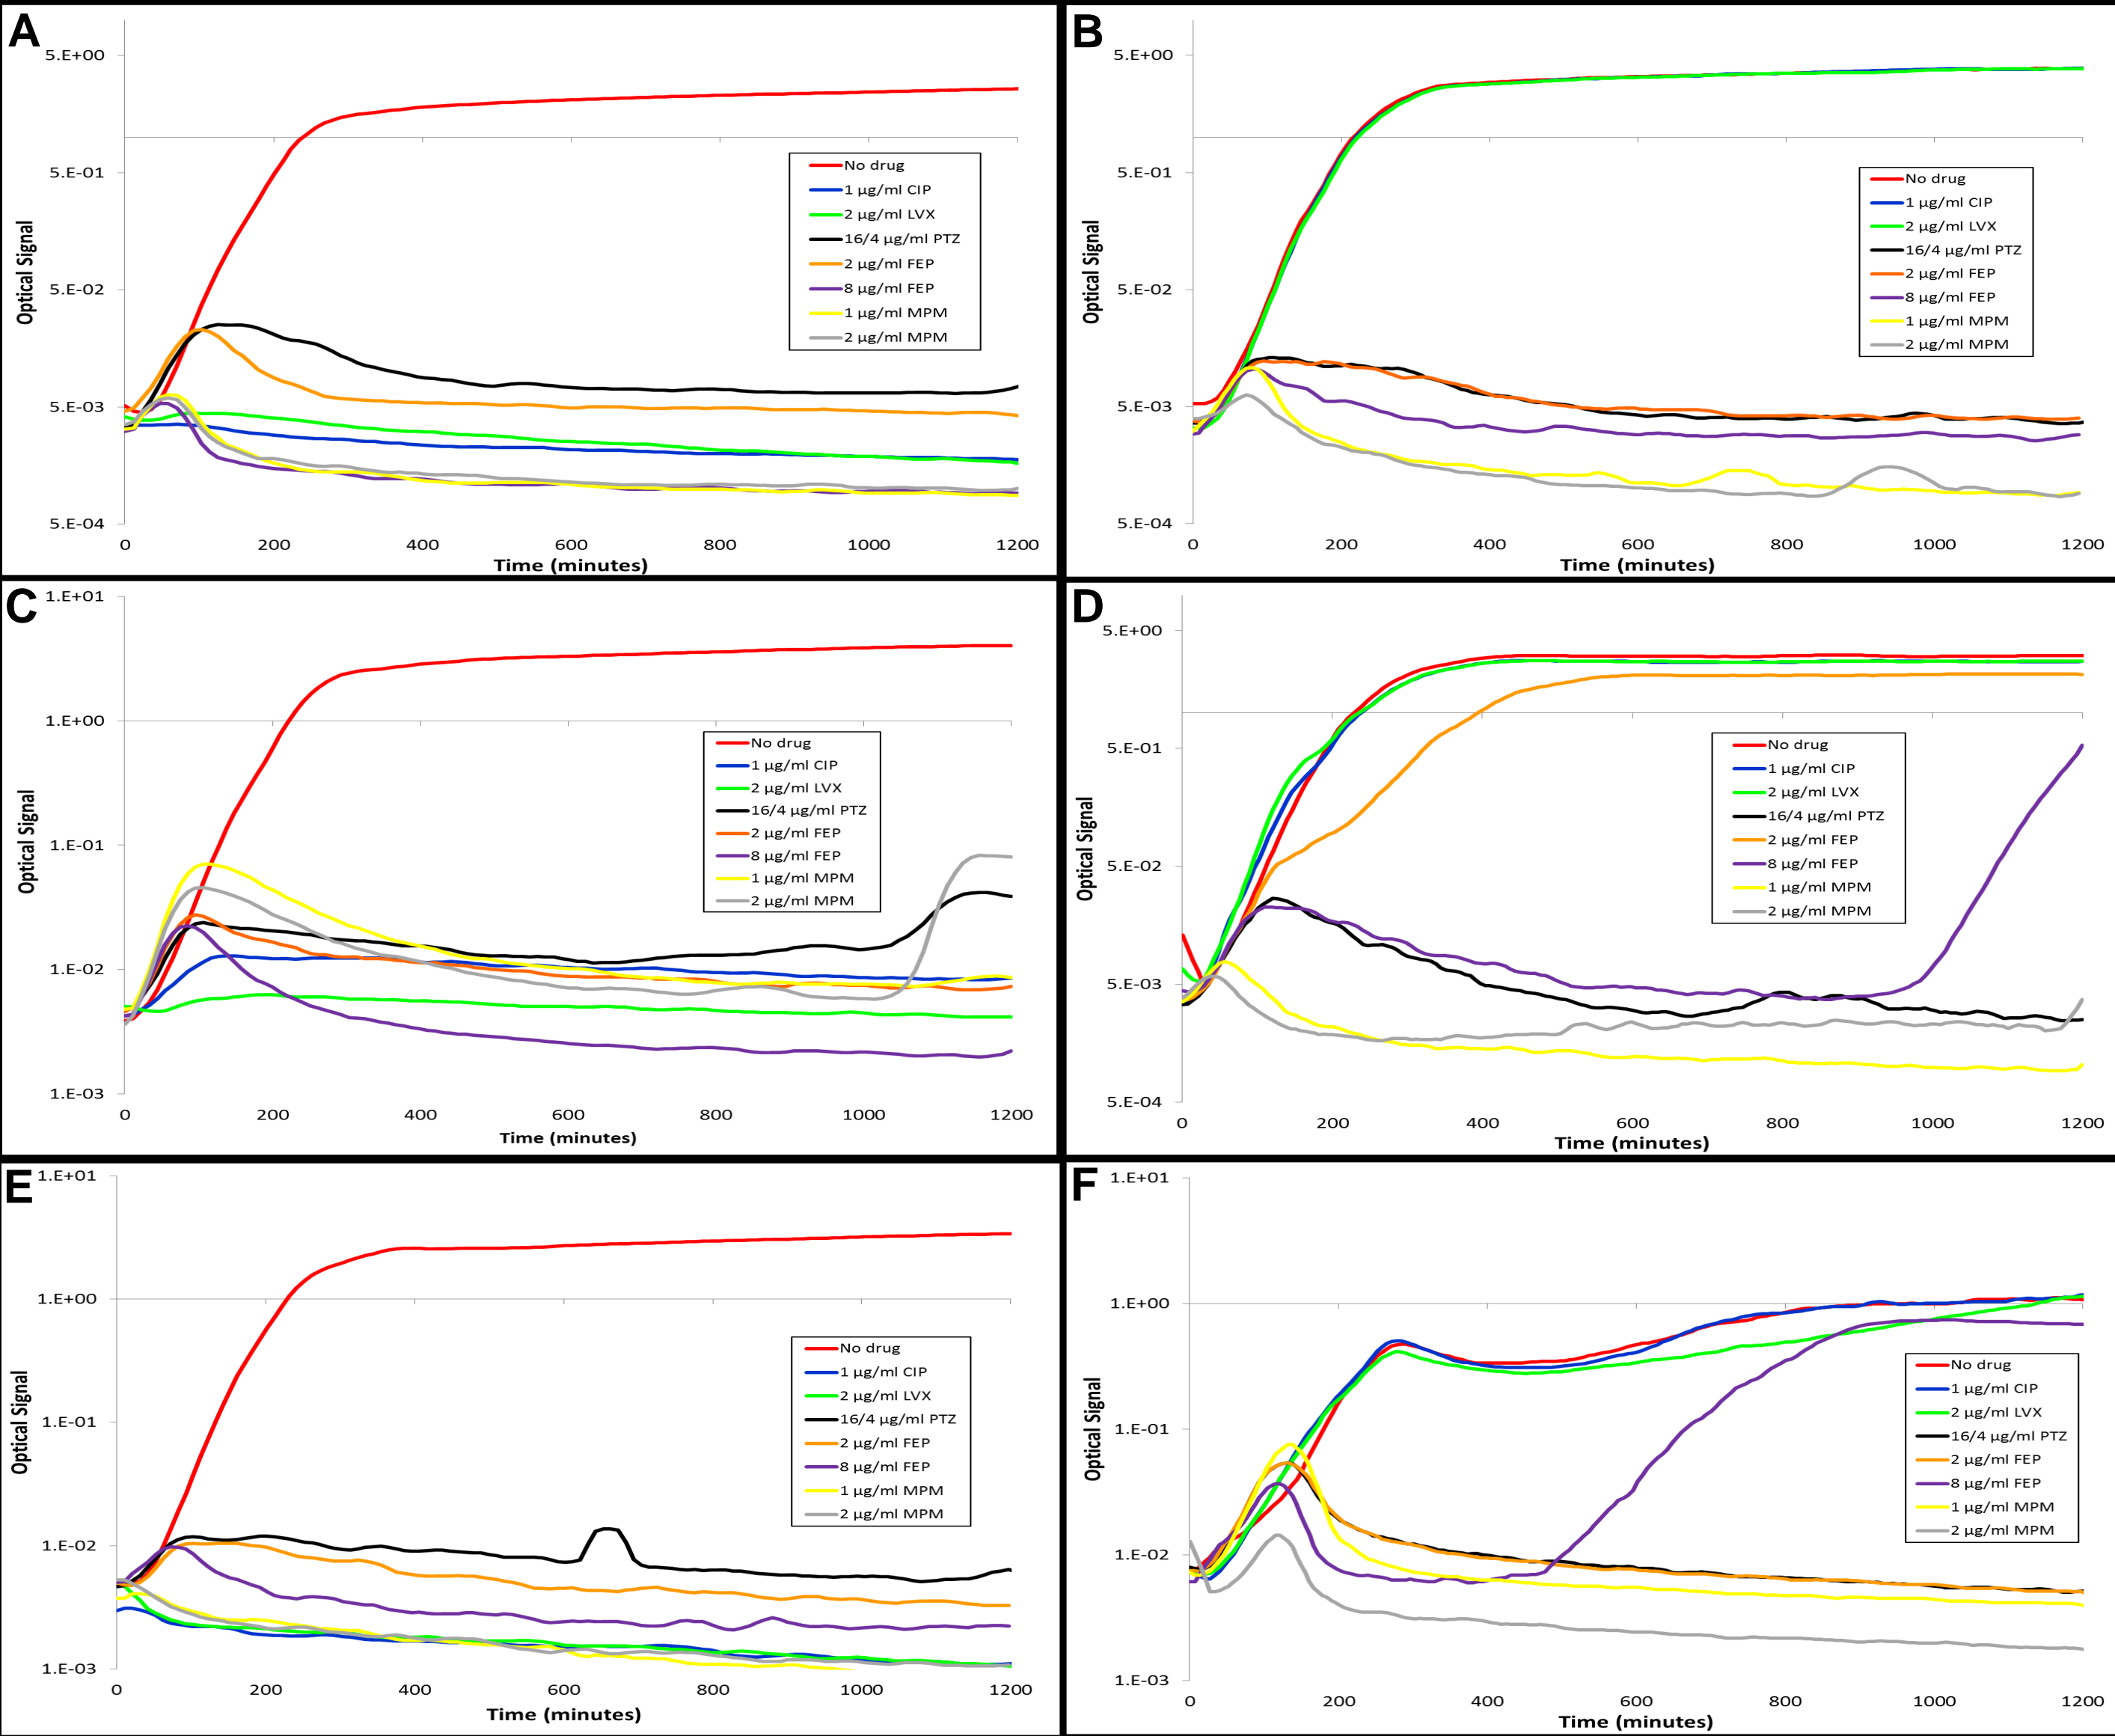 A
5.E+00
5.E-01
5.E-02
5.E-03
5.E-04
Optical Signal
No drug
1 µg/ml CIP
2 µg/ml LVX
16/4 µg/ml PTZ
2 µg/ml FEP
8 µg/ml FEP
1 µg/ml MPM
2 µg/ml MPM
0 200 400 600 800 1000 1200
Time (minutes)
B
5.E+00
5.E-01
5.E-02
5.E-03
5.E-04
Optical Signal
No drug
1 µg/ml CIP
2 µg/ml LVX
16/4 µg/ml PTZ
2 µg/ml FEP
8 µg/ml FEP
1 µg/ml MPM
2 µg/ml MPM
0 200 400 600 800 1000 1200
Time (minutes)
C
1.E+01
1.E+00
1.E-01
1.E-02
1.E-03
Optical Signal
No drug
1 µg/ml CIP
2 µg/ml LVX
16/4 µg/ml PTZ
2 µg/ml FEP
8 µg/ml FEP
1 µg/ml MPM
2 µg/ml MPM
0 200 400 600 800 1000 1200
Time (minutes)
D
5.E+00
5.E-01
5.E-02
5.E-03
5.E-04
Optical Signal
No drug
1 µg/ml CIP
2 µg/ml LVX
16/4 µg/ml PTZ
2 µg/ml FEP
8 µg/ml FEP
1 µg/ml MPM
2 µg/ml MPM
0 200 400 600 800 1000 1200
Time (minutes)
E
1.E+01
1.E+00
1.E-01
1.E-02
1.E-03
Optical Signal
No drug
1 µg/ml CIP
2 µg/ml LVX
16/4 µg/ml PTZ
2 µg/ml FEP
8 µg/ml FEP
1 µg/ml MPM
2 µg/ml MPM
0 200 400 600 800 1000 1200
Time (minutes)
F
1.E+01
1.E+00
1.E-01
1.E-02
1.E-03
Optical Signal
No drug
1 µg/ml CIP
2 µg/ml LVX
16/4 µg/ml PTZ
2 µg/ml FEP
8 µg/ml FEP
1 µg/ml MPM
2 µg/ml MPM
0 200 400 600 800 1000 1200
Time (minutes)